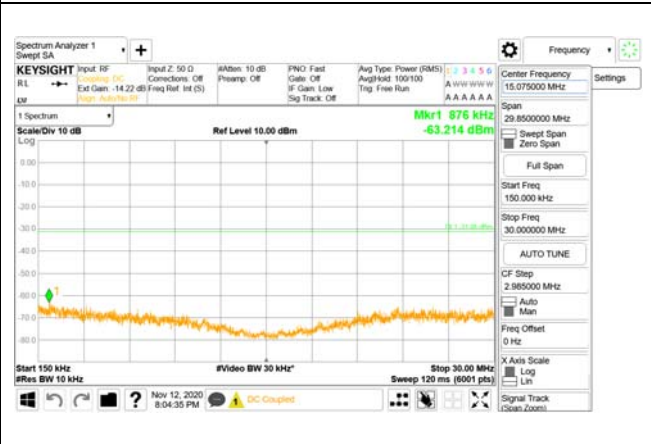 Spectrum Analyzer 1
Swept SA
Frequency
KEYSIGHT
RL
Input: RF
Coupling: DC
Ext Gain: -14.22 dB
Align: Auto/No RF
Input Z: 50 Ω
Corrections: Off
Freq Ref: Int (S)
#Atten: 10 dB
Preamp: Off
PNO: Fast
Gate: Off
IF Gain: Low
Sig Track: Off
Avg Type: Power (RMS)
Avg|Hold: 100/100
Trig: Free Run
1 2 3 4 5 6
A W W W W W
A A A A A A
1 Spectrum
Scale/Div 10 dB
Log
Ref Level 10.00 dBm
Mkr1 876 kHz
-63.214 dBm
0.00
-10.0
-20.0
-30.0
-40.0
-50.0
-60.0
-70.0
-80.0
1
Start 150 kHz
#Res BW 10 kHz
#Video BW 30 kHz*
Stop 30.00 MHz
Sweep 120 ms (6001 pts)
Center Frequency
15.075000 MHz
Settings
Span
29.8500000 MHz
Swept Span
Zero Span
Full Span
Start Freq
150.000 kHz
Stop Freq
30.000000 MHz
AUTO TUNE
CF Step
2.985000 MHz
Auto
Man
Freq Offset
0 Hz
X Axis Scale
Log
Lin
Signal Track
(Span Zoom)
?
Nov 12, 2020
8:04:35 PM
1
DC Coupled